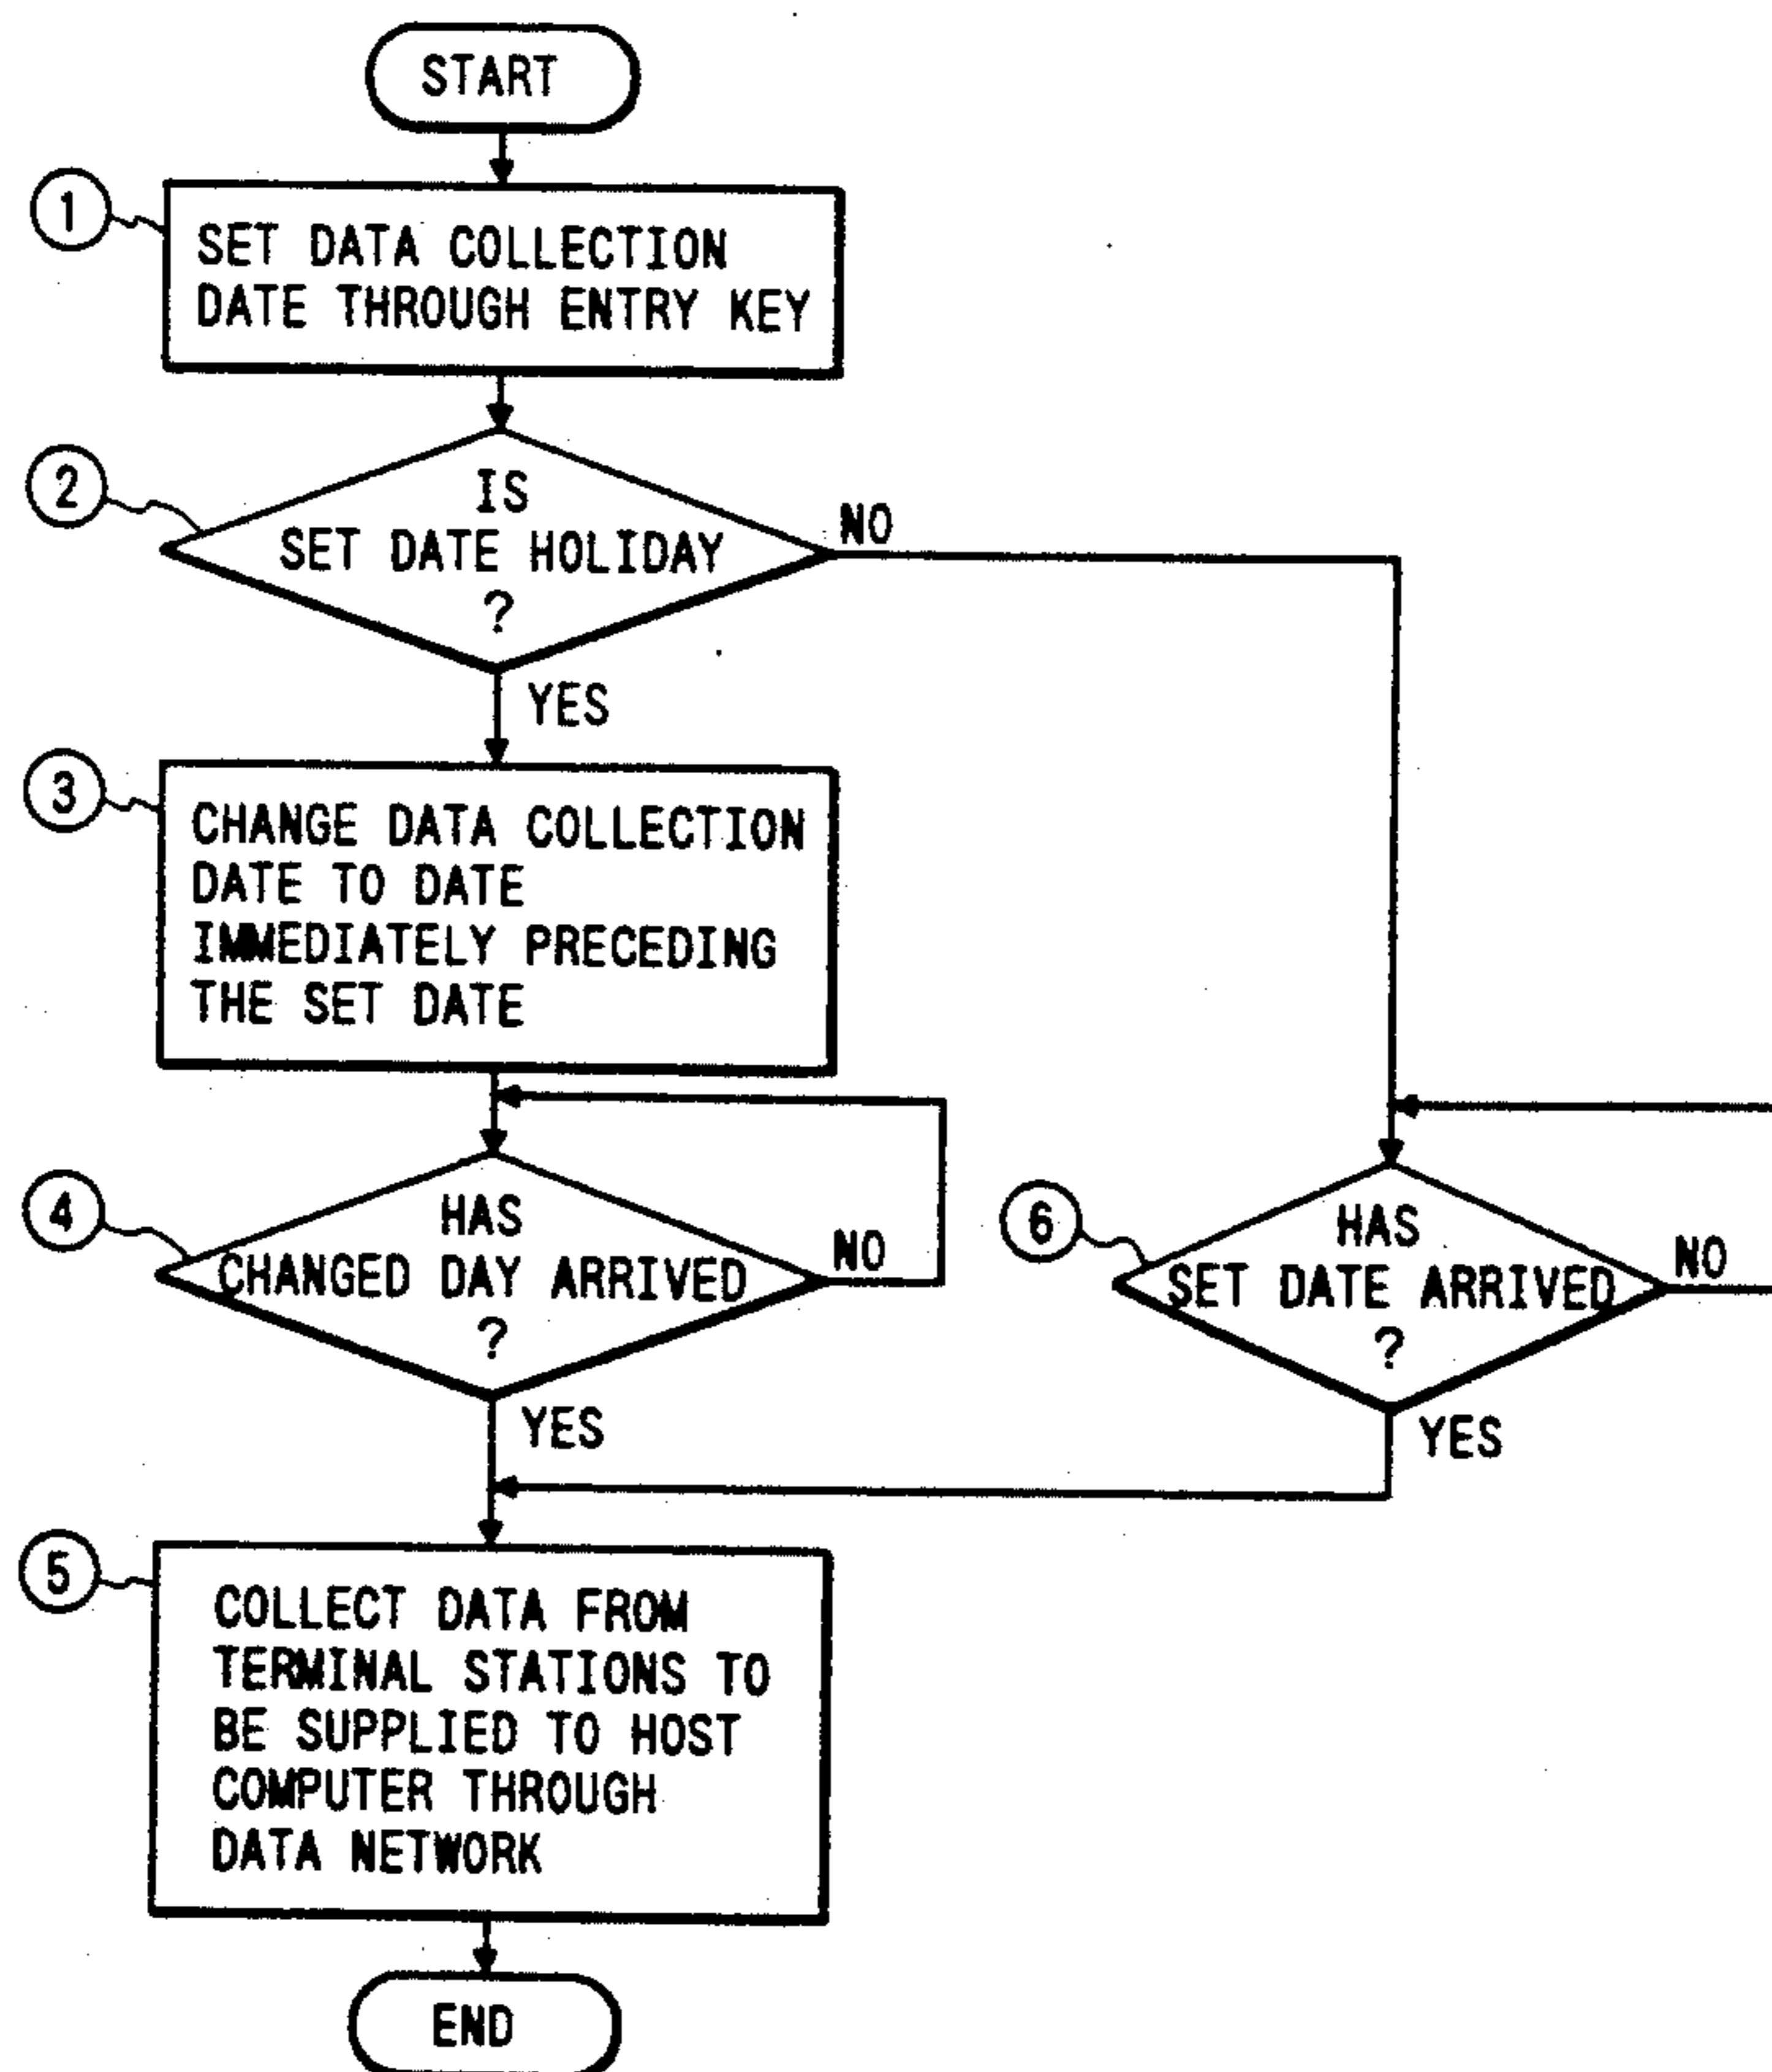 START
1
SET DATA COLLECTION
DATE THROUGH ENTRY KEY
2
IS
SET DATE HOLIDAY
?
NO
YES
3
CHANGE DATA COLLECTION
DATE TO DATE
IMMEDIATELY PRECEDING
THE SET DATE
4
HAS
CHANGED DAY ARRIVED
?
NO
YES
6
HAS
SET DATE ARRIVED
?
NO
YES
5
COLLECT DATA FROM
TERMINAL STATIONS TO
BE SUPPLIED TO HOST
COMPUTER THROUGH
DATA NETWORK
END